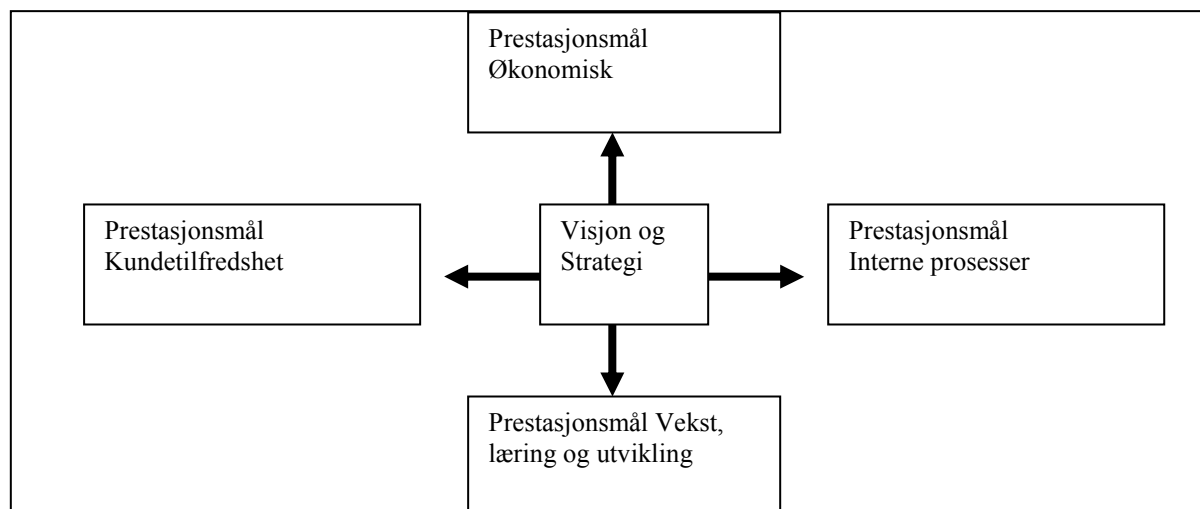 Prestasjonsmål
Økonomisk
Prestasjonsmål
Kundetilfredshet
Visjon og
Strategi
Prestasjonsmål
Interne prosesser
Prestasjonsmål Vekst,
læring og utvikling